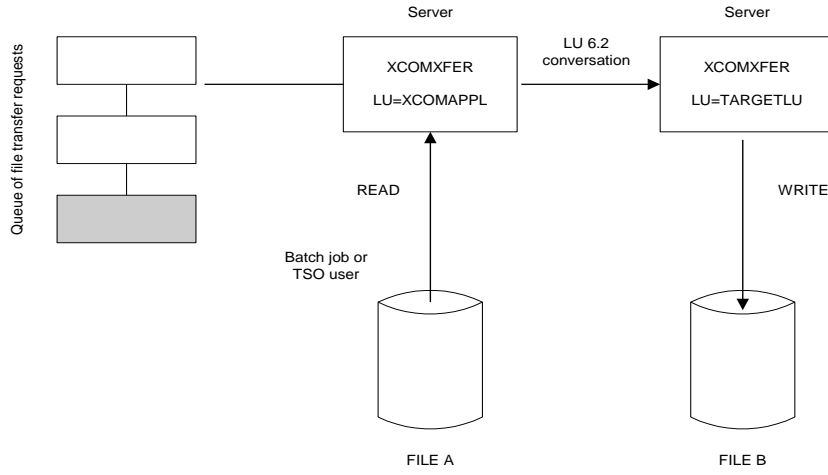 Server
Server
Queue of file transfer requests
XCOMXFER
LU=XCOMAPPL
LU 6.2
conversation
XCOMXFER
LU=TARGETLU
READ
WRITE
Batch job or
TSO user
FILE A
FILE B